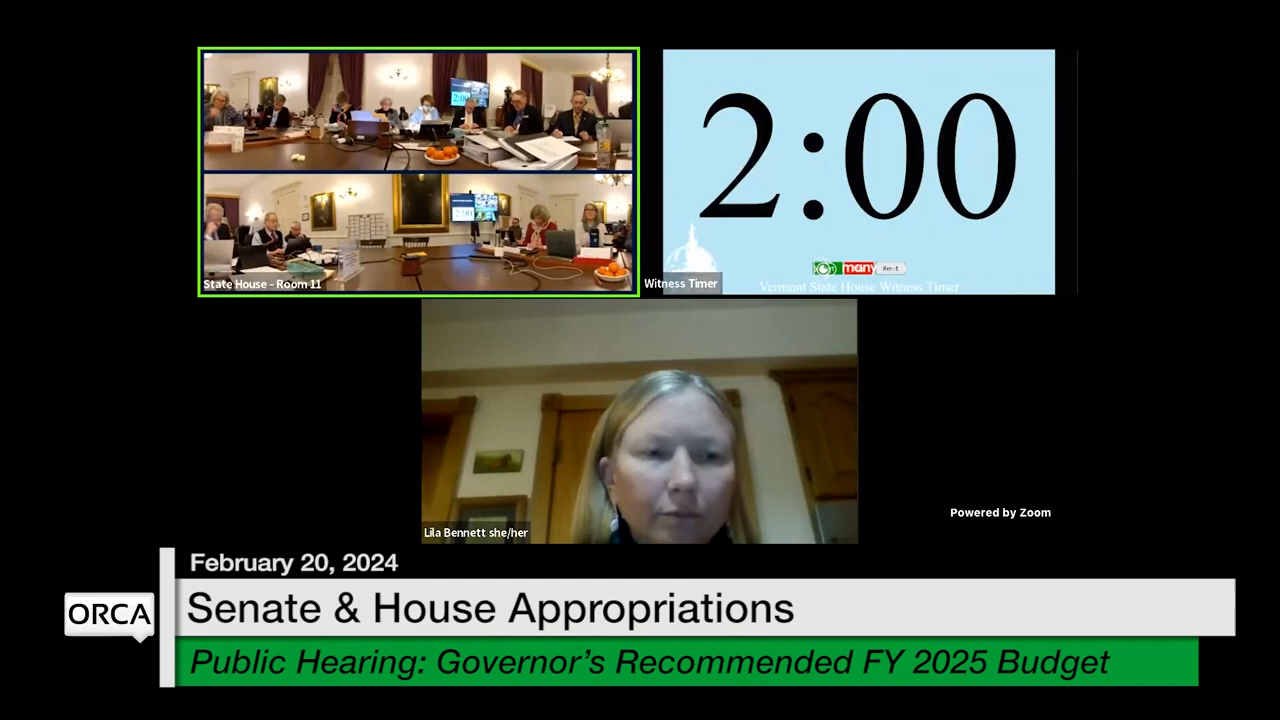 2:00
State House - Room 11
Witness Timer
many
Vermont State House Witness Timer
Lila Bennett she/her
Powered by Zoom
February 20, 2024
ORCA
Senate & House Appropriations
Public Hearing: Governor's Recommended FY 2025 Budget